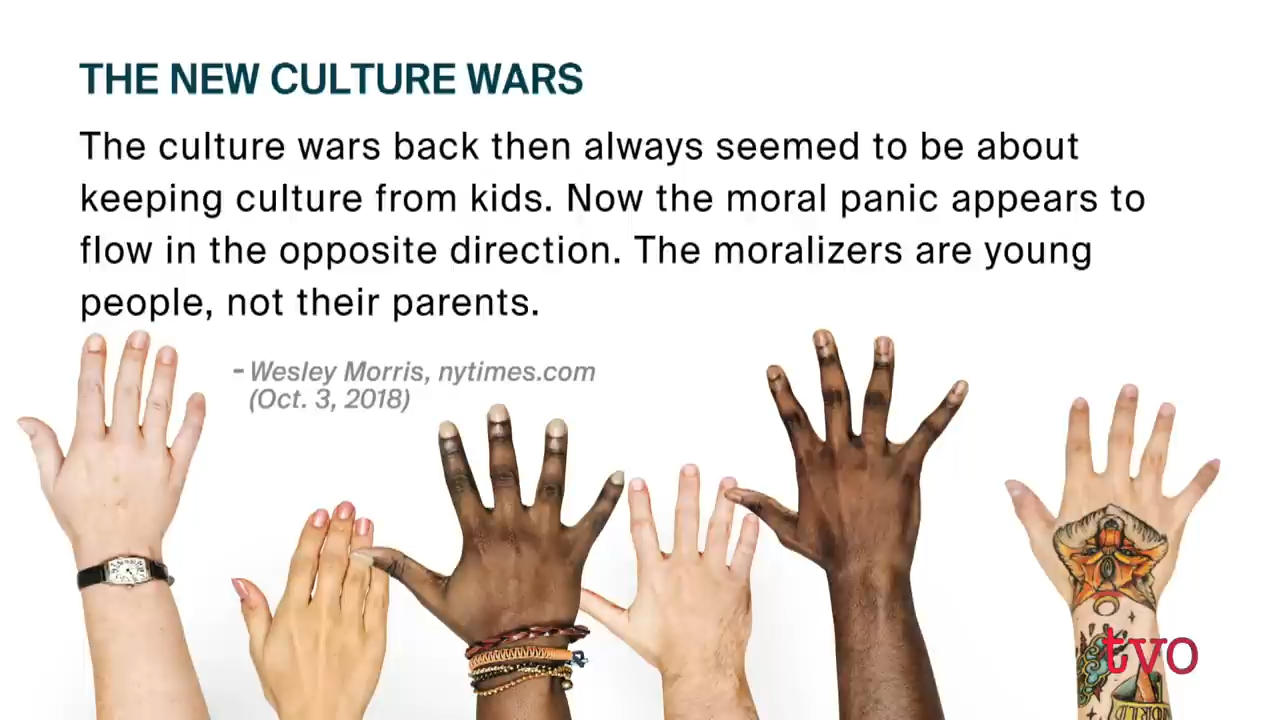 THE NEW CULTURE WARS
The culture wars back then always seemed to be about
keeping culture from kids. Now the moral panic appears to
flow in the opposite direction. The moralizers are young
people, not their parents.
– Wesley Morris, nytimes.com
(Oct. 3, 2018)
tvo
WORLD